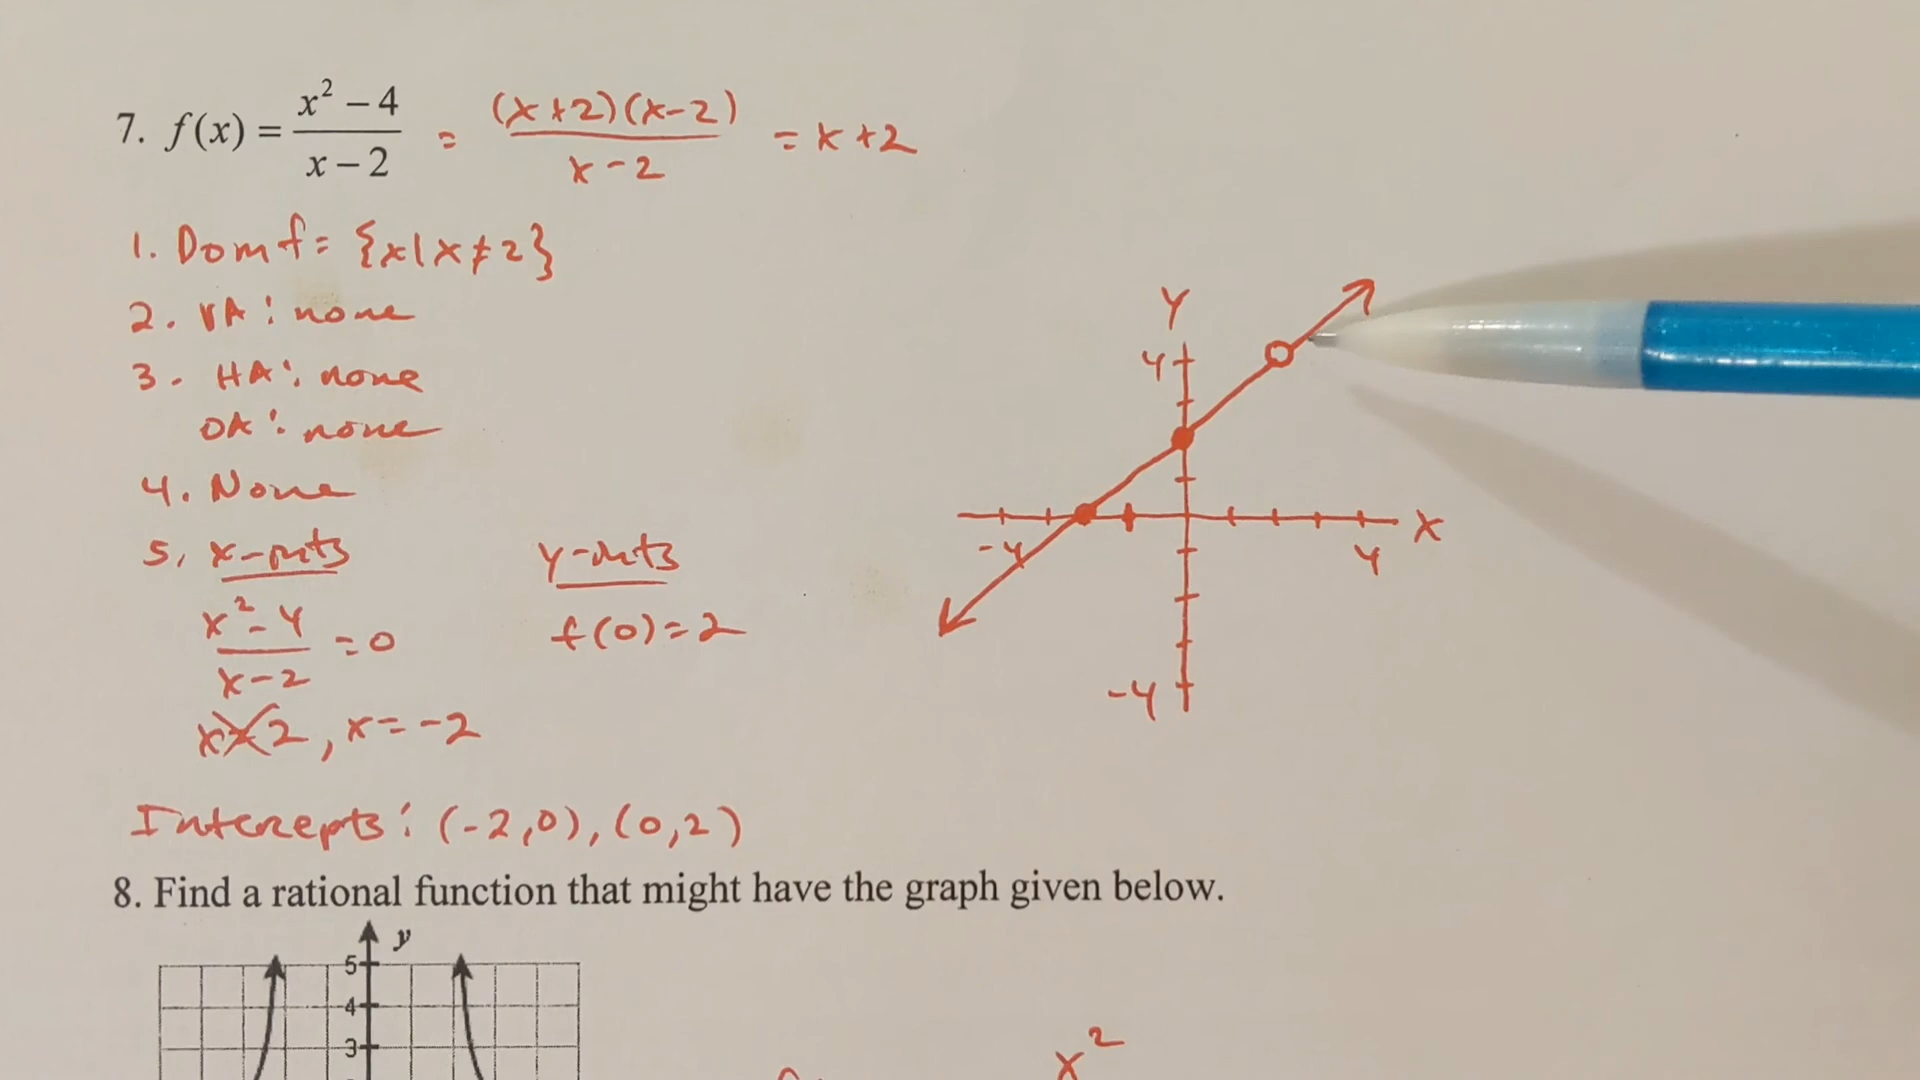 7. f(x) = (x² − 4)/(x − 2) = (x+2)(x-2)/(x-2) = x+2
1. Dom f = {x|x≠2}
2. VA: none
3. HA: none
OA: none
4. None
5. x-ints y-ints
(x²-4)/(x-2) = 0 f(0)=2
x=2, x=-2
Intercepts: (-2,0), (0,2)
Y
4
-4 4 X
-4
8. Find a rational function that might have the graph given below.
y
5
4
3
x²